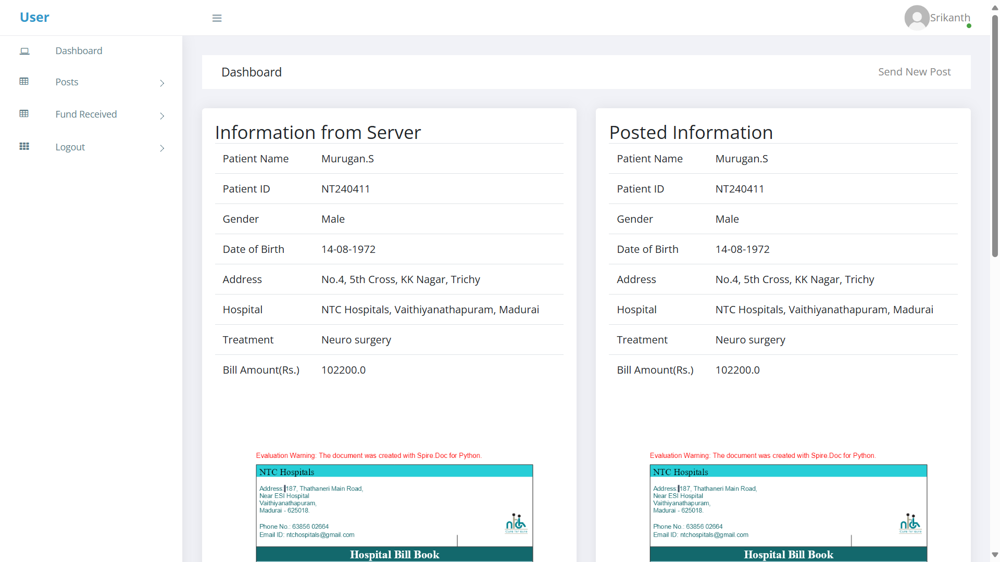 User
Srikanth
Dashboard
Posts
Fund Received
Logout
Dashboard
Send New Post
Information from Server
Patient Name Murugan.S
Patient ID NT240411
Gender Male
Date of Birth 14-08-1972
Address No.4, 5th Cross, KK Nagar, Trichy
Hospital NTC Hospitals, Vaithiyanathapuram, Madurai
Treatment Neuro surgery
Bill Amount(Rs.) 102200.0
Evaluation Warning: The document was created with Spire.Doc for Python.
NTC Hospitals
Address: 187, Thathaneri Main Road,
Near ESI Hospital
Vaithiyanathapuram,
Madurai - 625018.
Phone No.: 63856 02664
Email ID: ntchospitals@gmail.com
ntc
Cure for sure
Hospital Bill Book
Posted Information
Patient Name Murugan.S
Patient ID NT240411
Gender Male
Date of Birth 14-08-1972
Address No.4, 5th Cross, KK Nagar, Trichy
Hospital NTC Hospitals, Vaithiyanathapuram, Madurai
Treatment Neuro surgery
Bill Amount(Rs.) 102200.0
Evaluation Warning: The document was created with Spire.Doc for Python.
NTC Hospitals
Address: 187, Thathaneri Main Road,
Near ESI Hospital
Vaithiyanathapuram,
Madurai - 625018.
Phone No.: 63856 02664
Email ID: ntchospitals@gmail.com
ntc
Cure for sure
Hospital Bill Book